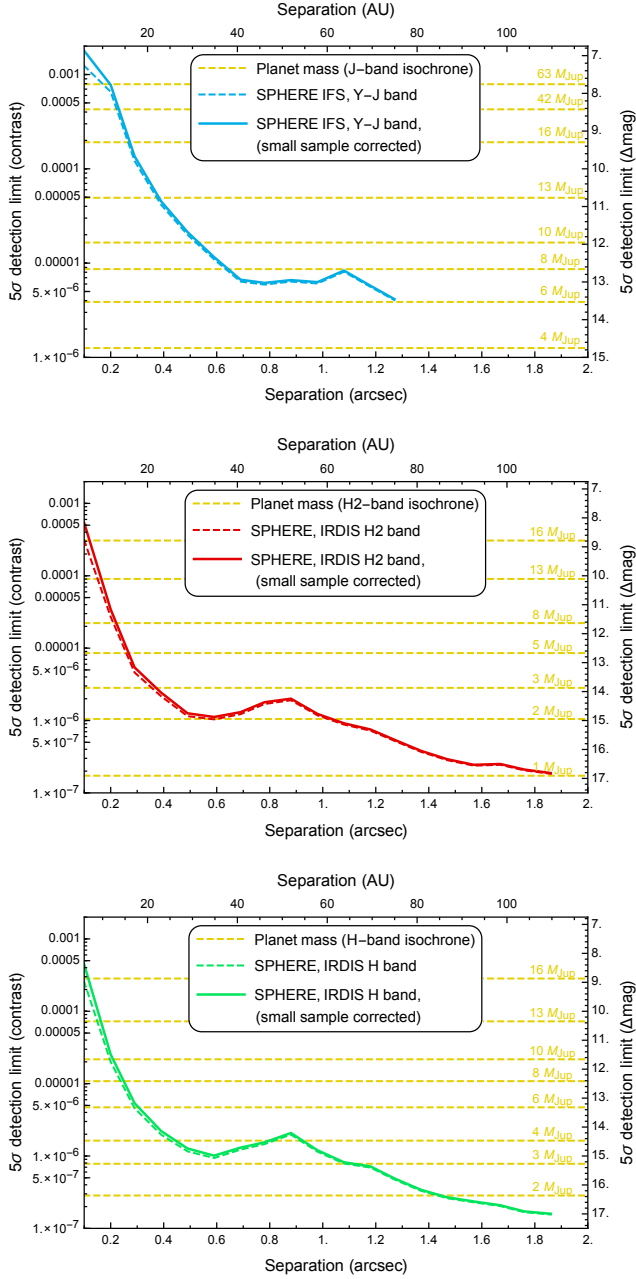 Separation (AU)
20 40 60 80 100
Planet mass (J-band isochrone)
SPHERE IFS, Y-J band
SPHERE IFS, Y-J band,
(small sample corrected)
5σ detection limit (contrast)
0.001
0.0005
0.0001
0.00005
0.00001
5.×10⁻⁶
1.×10⁻⁶
63 MJup
42 MJup
16 MJup
13 MJup
10 MJup
8 MJup
6 MJup
4 MJup
7.
8.
9.
10.
11.
12.
13.
14.
15.
5σ detection limit (Δmag)
0.2 0.4 0.6 0.8 1. 1.2 1.4 1.6 1.8 2.
Separation (arcsec)
Separation (AU)
20 40 60 80 100
Planet mass (H2-band isochrone)
SPHERE, IRDIS H2 band
SPHERE, IRDIS H2 band,
(small sample corrected)
5σ detection limit (contrast)
0.001
0.0005
0.0001
0.00005
0.00001
5.×10⁻⁶
1.×10⁻⁶
5.×10⁻⁷
1.×10⁻⁷
16 MJup
13 MJup
8 MJup
5 MJup
3 MJup
2 MJup
1 MJup
7.
8.
9.
10.
11.
12.
13.
14.
15.
16.
17.
5σ detection limit (Δmag)
0.2 0.4 0.6 0.8 1. 1.2 1.4 1.6 1.8 2.
Separation (arcsec)
Separation (AU)
20 40 60 80 100
Planet mass (H-band isochrone)
SPHERE, IRDIS H band
SPHERE, IRDIS H band,
(small sample corrected)
5σ detection limit (contrast)
0.001
0.0005
0.0001
0.00005
0.00001
5.×10⁻⁶
1.×10⁻⁶
5.×10⁻⁷
1.×10⁻⁷
16 MJup
13 MJup
10 MJup
8 MJup
6 MJup
4 MJup
3 MJup
2 MJup
7.
8.
9.
10.
11.
12.
13.
14.
15.
16.
17.
5σ detection limit (Δmag)
0.2 0.4 0.6 0.8 1. 1.2 1.4 1.6 1.8 2.
Separation (arcsec)